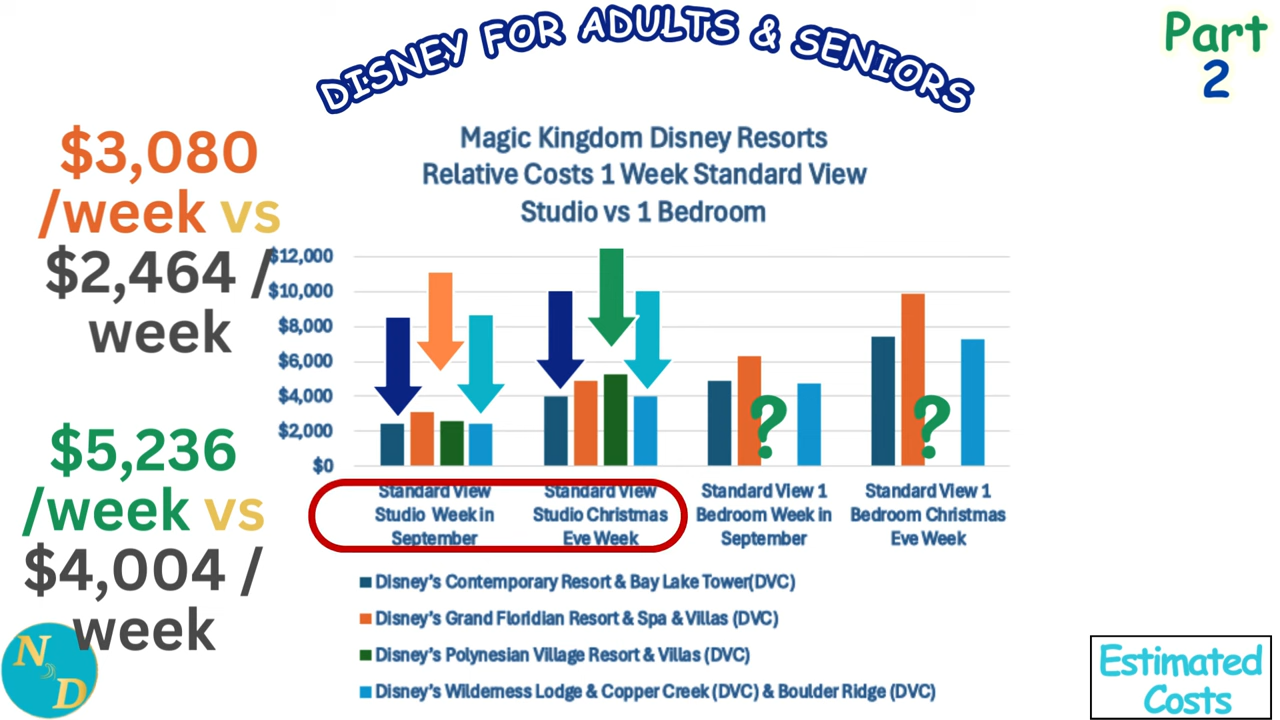 DISNEY FOR ADULTS & SENIORS
Part
2
$3,080
/week vs
$2,464 /
week
$5,236
/week vs
$4,004 /
week
Magic Kingdom Disney Resorts
Relative Costs 1 Week Standard View
Studio vs 1 Bedroom
$12,000
$10,000
$8,000
$6,000
$4,000
$2,000
$0
? ?
Standard View
Studio Week in
September
Standard View
Studio Christmas
Eve Week
Standard View 1
Bedroom Week in
September
Standard View 1
Bedroom Christmas
Eve Week
Disney's Contemporary Resort & Bay Lake Tower(DVC)
Disney's Grand Floridian Resort & Spa & Villas (DVC)
Disney's Polynesian Village Resort & Villas (DVC)
Disney's Wilderness Lodge & Copper Creek (DVC) & Boulder Ridge (DVC)
N
D
Estimated
Costs